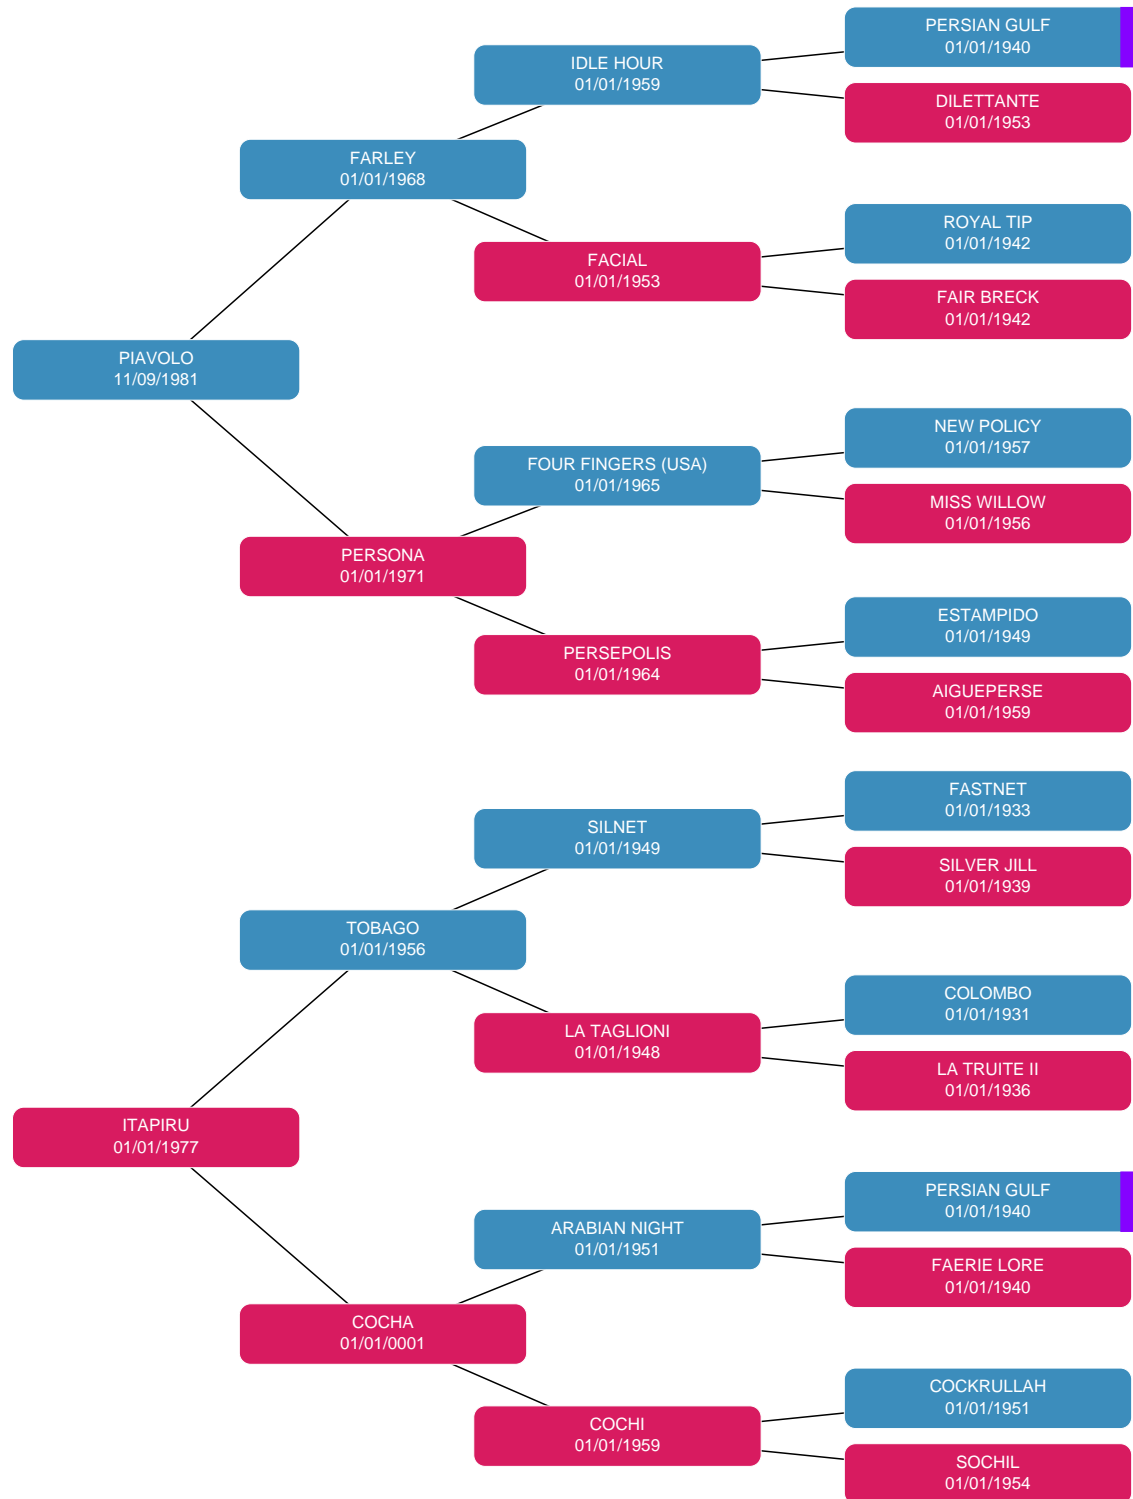 PERSIAN GULF
01/01/1940
IDLE HOUR
01/01/1959
DILETTANTE
01/01/1953
FARLEY
01/01/1968
ROYAL TIP
01/01/1942
FACIAL
01/01/1953
FAIR BRECK
01/01/1942
PIAVOLO
11/09/1981
NEW POLICY
01/01/1957
FOUR FINGERS (USA)
01/01/1965
MISS WILLOW
01/01/1956
PERSONA
01/01/1971
ESTAMPIDO
01/01/1949
PERSEPOLIS
01/01/1964
AIGUEPERSE
01/01/1959
FASTNET
01/01/1933
SILNET
01/01/1949
SILVER JILL
01/01/1939
TOBAGO
01/01/1956
COLOMBO
01/01/1931
LA TAGLIONI
01/01/1948
LA TRUITE II
01/01/1936
ITAPIRU
01/01/1977
PERSIAN GULF
01/01/1940
ARABIAN NIGHT
01/01/1951
FAERIE LORE
01/01/1940
COCHA
01/01/0001
COCKRULLAH
01/01/1951
COCHI
01/01/1959
SOCHIL
01/01/1954